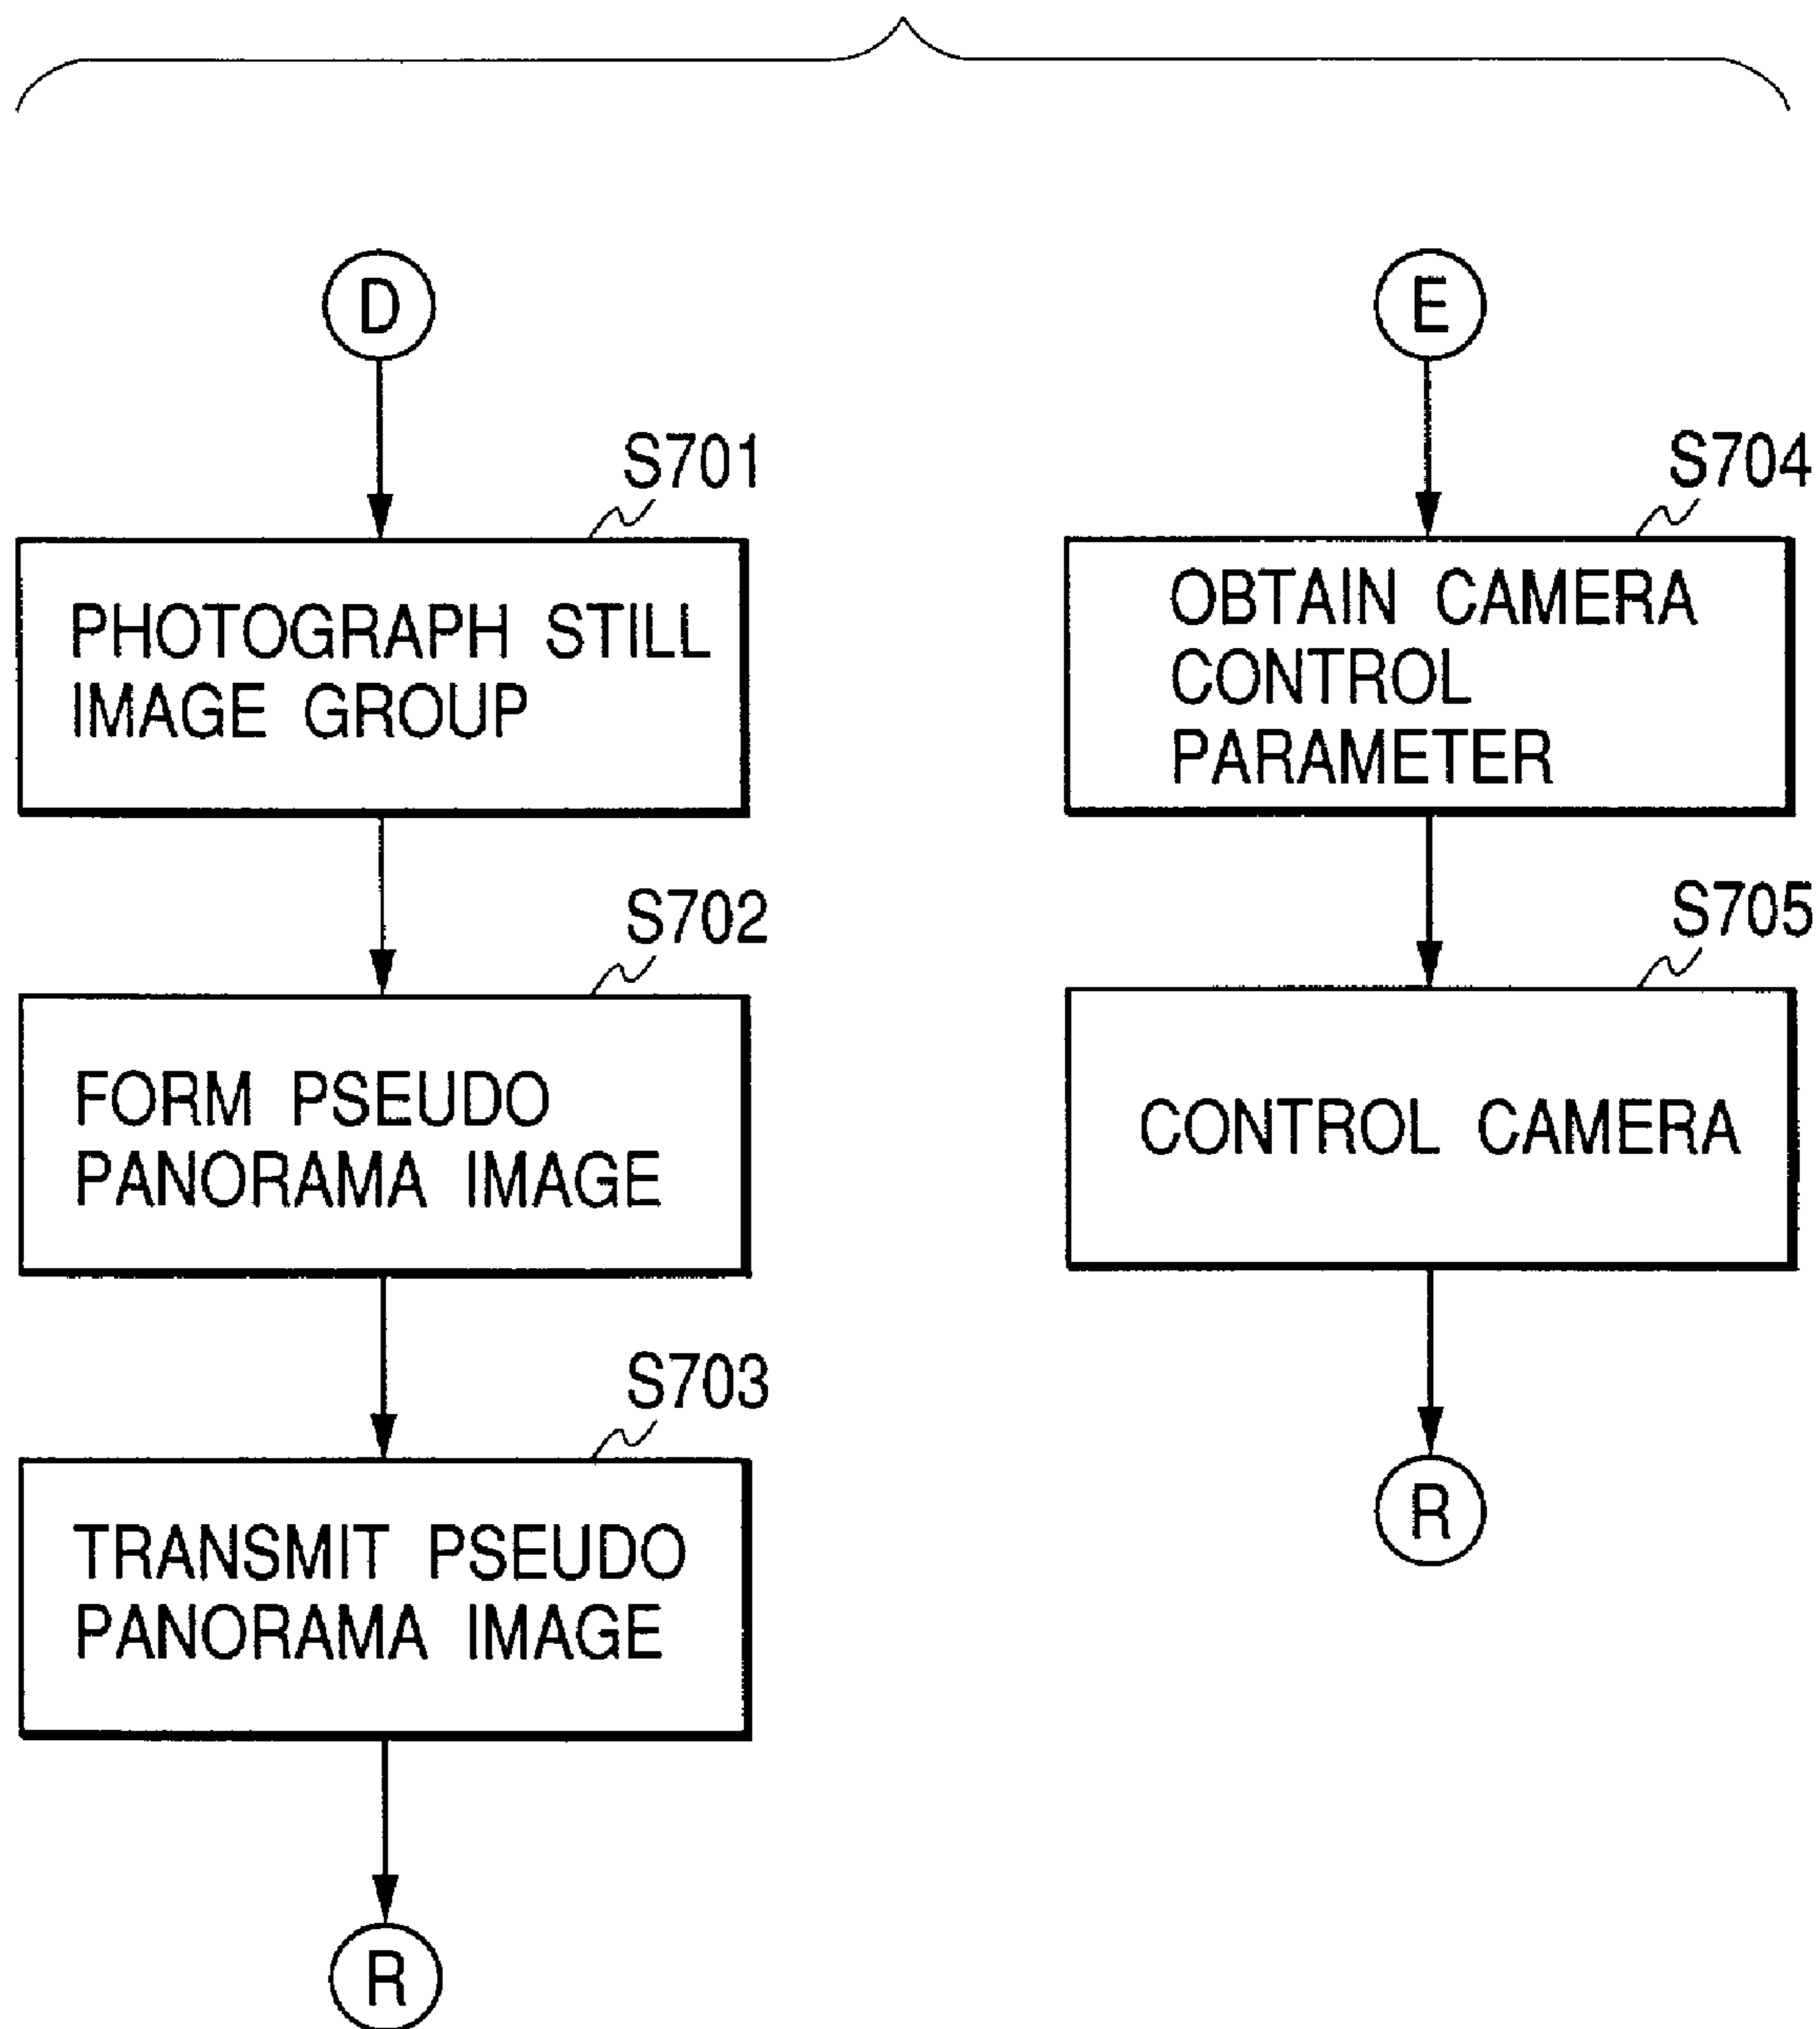 D
S701
PHOTOGRAPH STILL
IMAGE GROUP
S702
FORM PSEUDO
PANORAMA IMAGE
S703
TRANSMIT PSEUDO
PANORAMA IMAGE
R
E
S704
OBTAIN CAMERA
CONTROL
PARAMETER
S705
CONTROL CAMERA
R